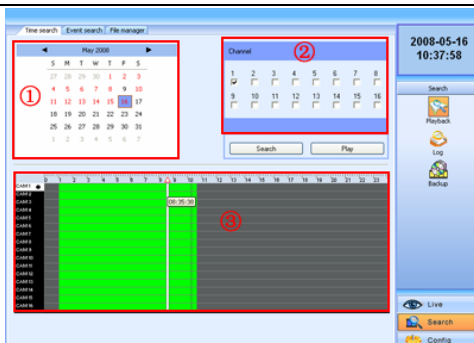 Time search Event search File manager
May 2008
S M T W T F S
27 28 29 30 1 2 3
4 5 6 7 8 9 10
11 12 13 14 15 16 17
18 19 20 21 22 23 24
25 26 27 28 29 30 31
1 2 3 4 5 6 7
①
Channel
②
1 2 3 4 5 6 7 8
9 10 11 12 13 14 15 16
Search Play
2008-05-16
10:37:58
Search
Playback
Log
Backup
0 1 2 3 4 5 6 7 8 9 10 11 12 13 14 15 16 17 18 19 20 21 22 23
CAM1
CAM2
CAM3
CAM4
CAM5
CAM6
CAM7
CAM8
CAM9
CAM10
CAM11
CAM12
CAM13
CAM14
CAM15
CAM16
08:35:38
③
Live
Search
Config